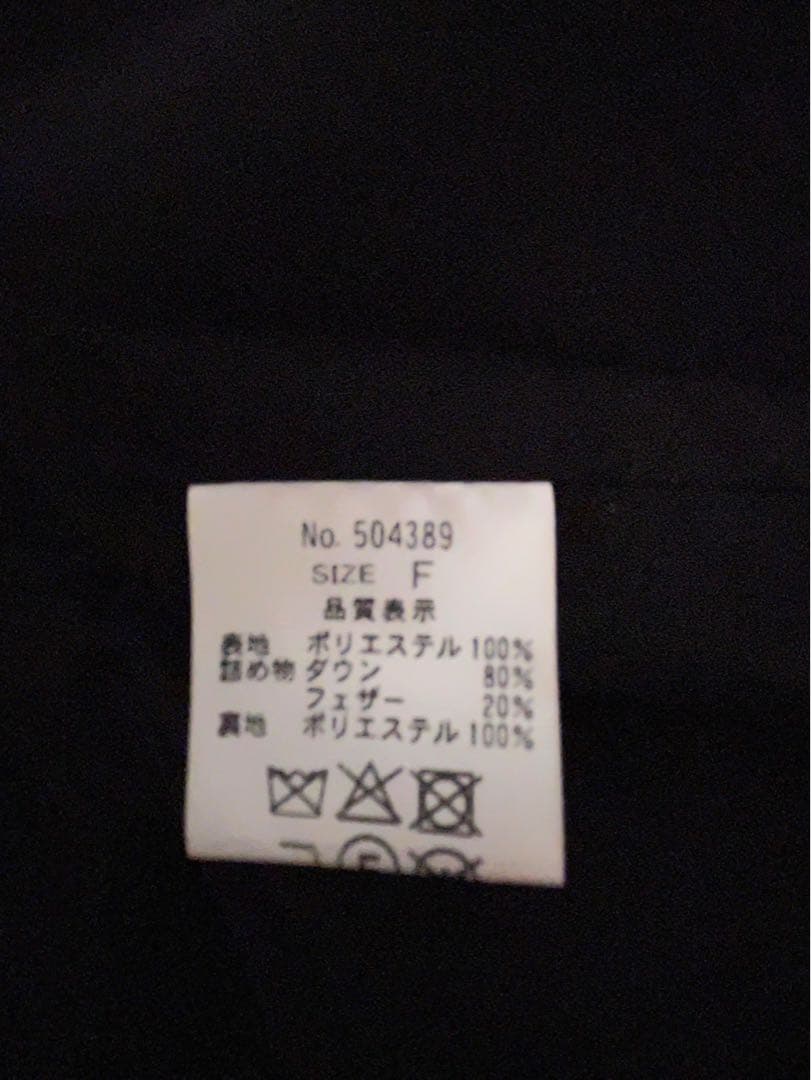 No. 504389
SIZE F
品質表示
表地 ポリエステル 100%
詰め物 ダウン 80%
フェザー 20%
裏地 ポリエステル 100%